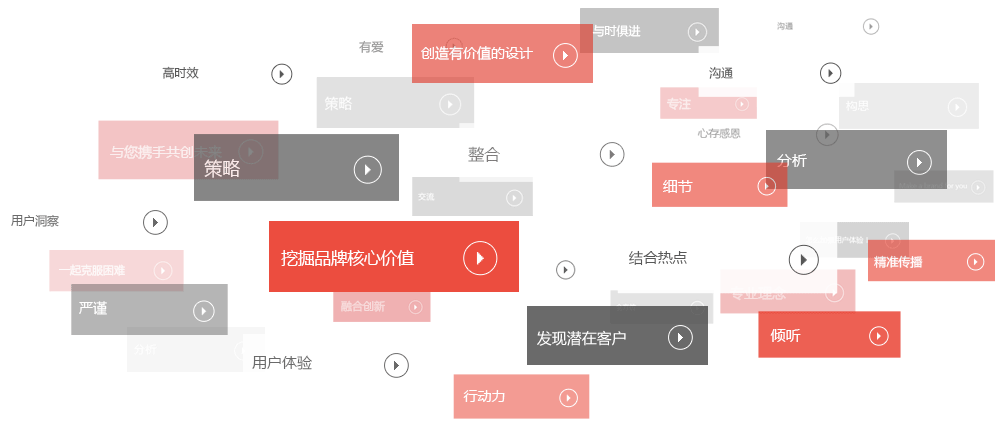 与时俱进
沟通
有爱
创造有价值的设计
高时效
沟通
策略
专注
构思
心存感恩
与您携手共创未来
整合
分析
策略
细节
交流
用户洞察
挖掘品牌核心价值
结合热点
用户体验
精准传播
一起克服困难
专业理念
严谨
融合创新
发现潜在客户
倾听
分析
用户体验
行动力